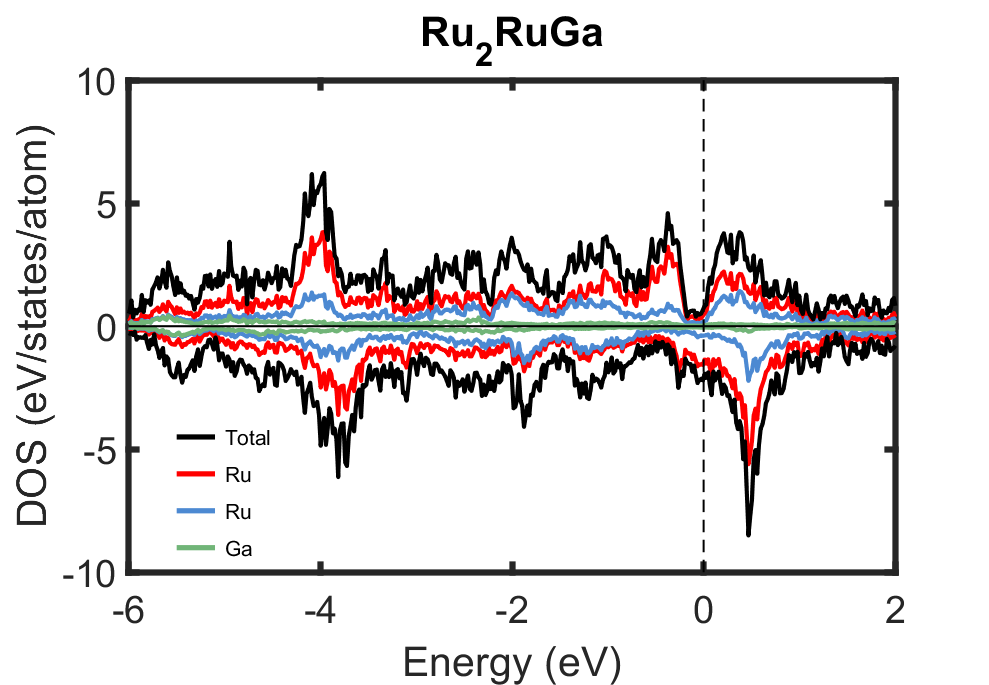 Ru₂RuGa
DOS (eV/states/atom)
10
5
0
-5
-10
Total
Ru
Ru
Ga
-6 -4 -2 0 2
Energy (eV)